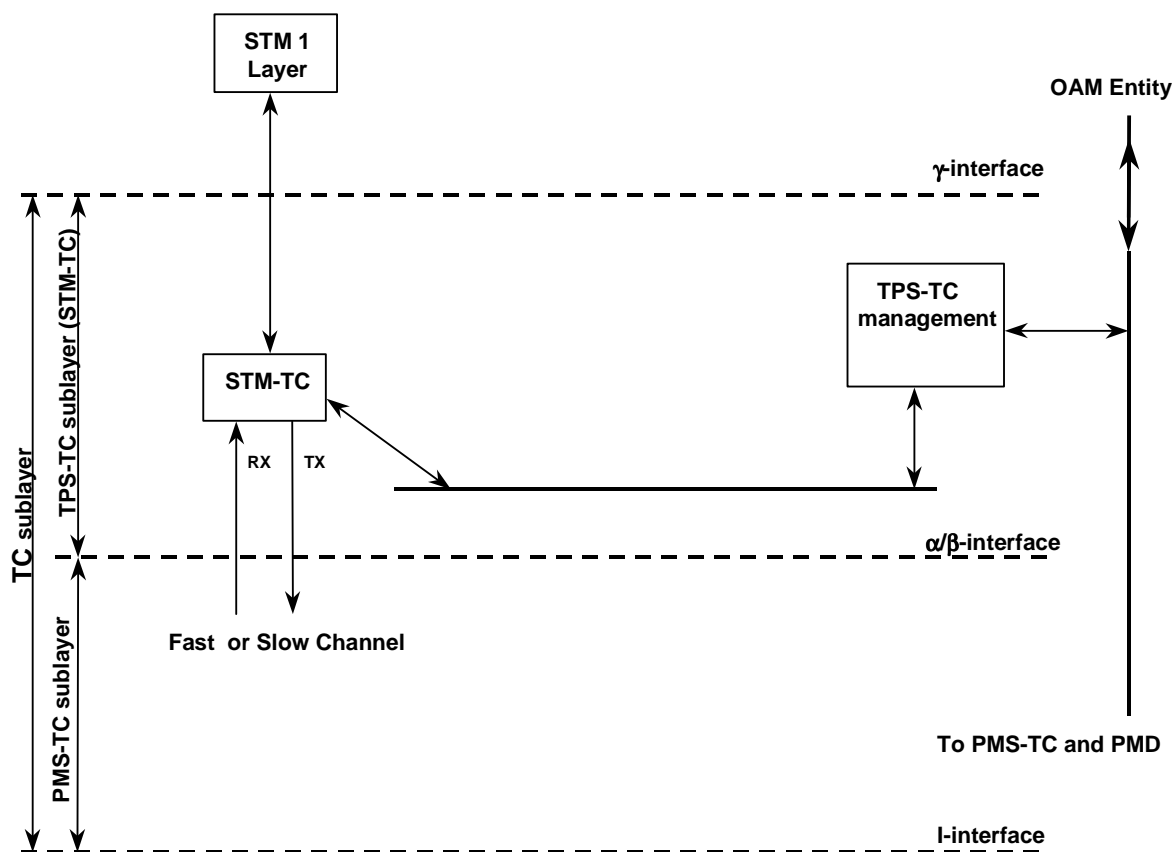 STM 1
Layer
OAM Entity
γ-interface
TPS-TC
management
STM-TC
RX
TX
TC sublayer
TPS-TC sublayer (STM-TC)
α/β-interface
Fast or Slow Channel
PMS-TC sublayer
To PMS-TC and PMD
I-interface